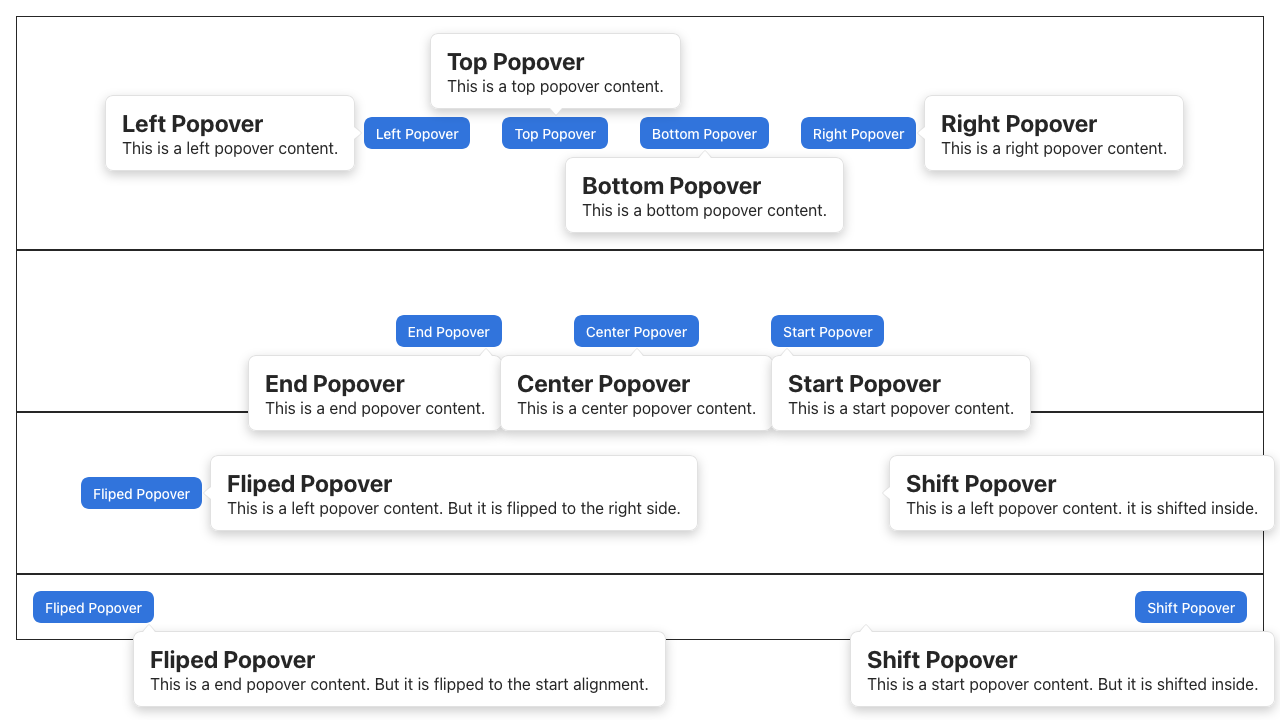 Top Popover
This is a top popover content.
Left Popover
This is a left popover content.
Left Popover
Top Popover
Bottom Popover
Right Popover
Right Popover
This is a right popover content.
Bottom Popover
This is a bottom popover content.
End Popover
Center Popover
Start Popover
End Popover
This is a end popover content.
Center Popover
This is a center popover content.
Start Popover
This is a start popover content.
Fliped Popover
Fliped Popover
This is a left popover content. But it is flipped to the right side.
Shift Popover
This is a left popover content. it is shifted inside.
Fliped Popover
Shift Popover
Fliped Popover
This is a end popover content. But it is flipped to the start alignment.
Shift Popover
This is a start popover content. But it is shifted inside.